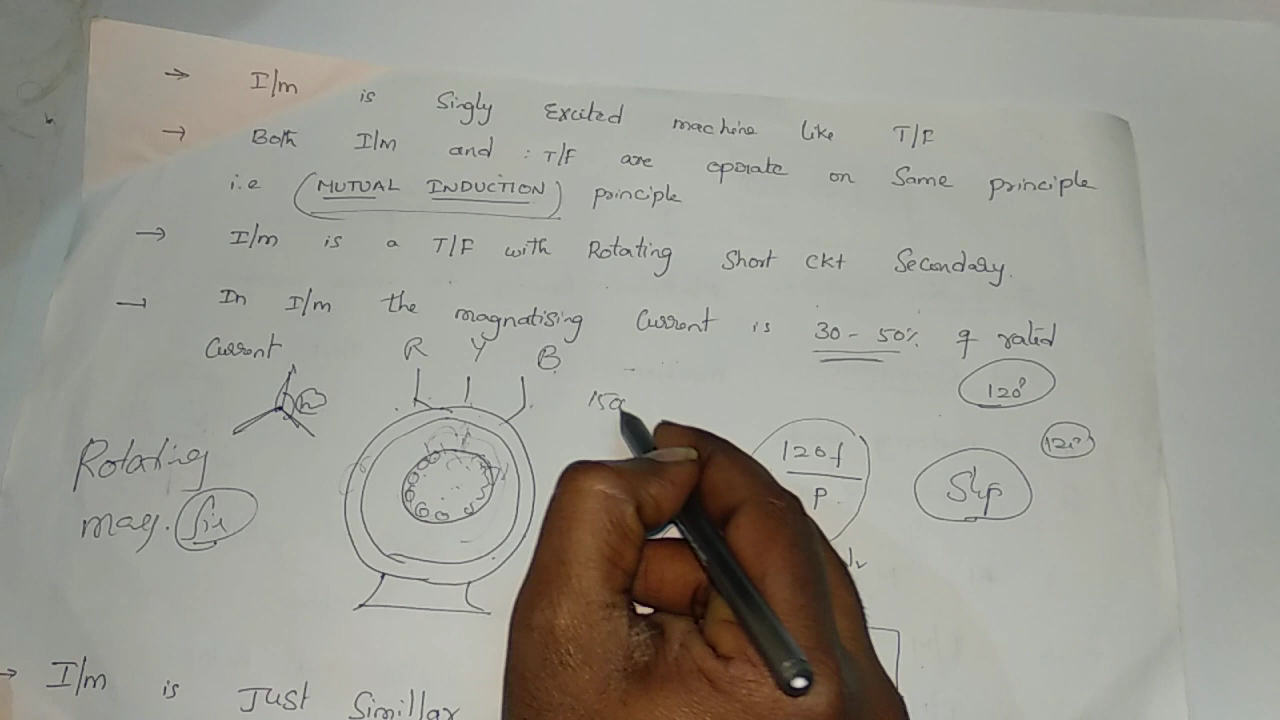 → I/m is Singly Excited machine like T/F
→ Both I/m and : T/F are operate on Same principle
i.e (MUTUAL INDUCTION) principle
→ I/m is a T/F with Rotating Short ckt Secondary.
→ In I/m the magnatising Current is 30 - 50% of rated
Current
R Y B
120°
150
120f
P
Slip
Rotating
mag.
→ I/m is Just Simillar